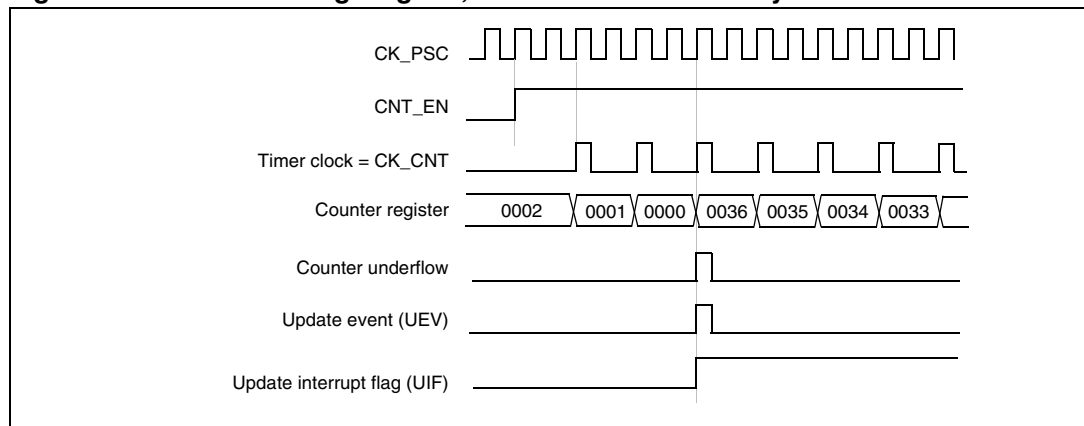 CK_PSC
CNT_EN
Timer clock = CK_CNT
Counter register 0002 0001 0000 0036 0035 0034 0033
Counter underflow
Update event (UEV)
Update interrupt flag (UIF)